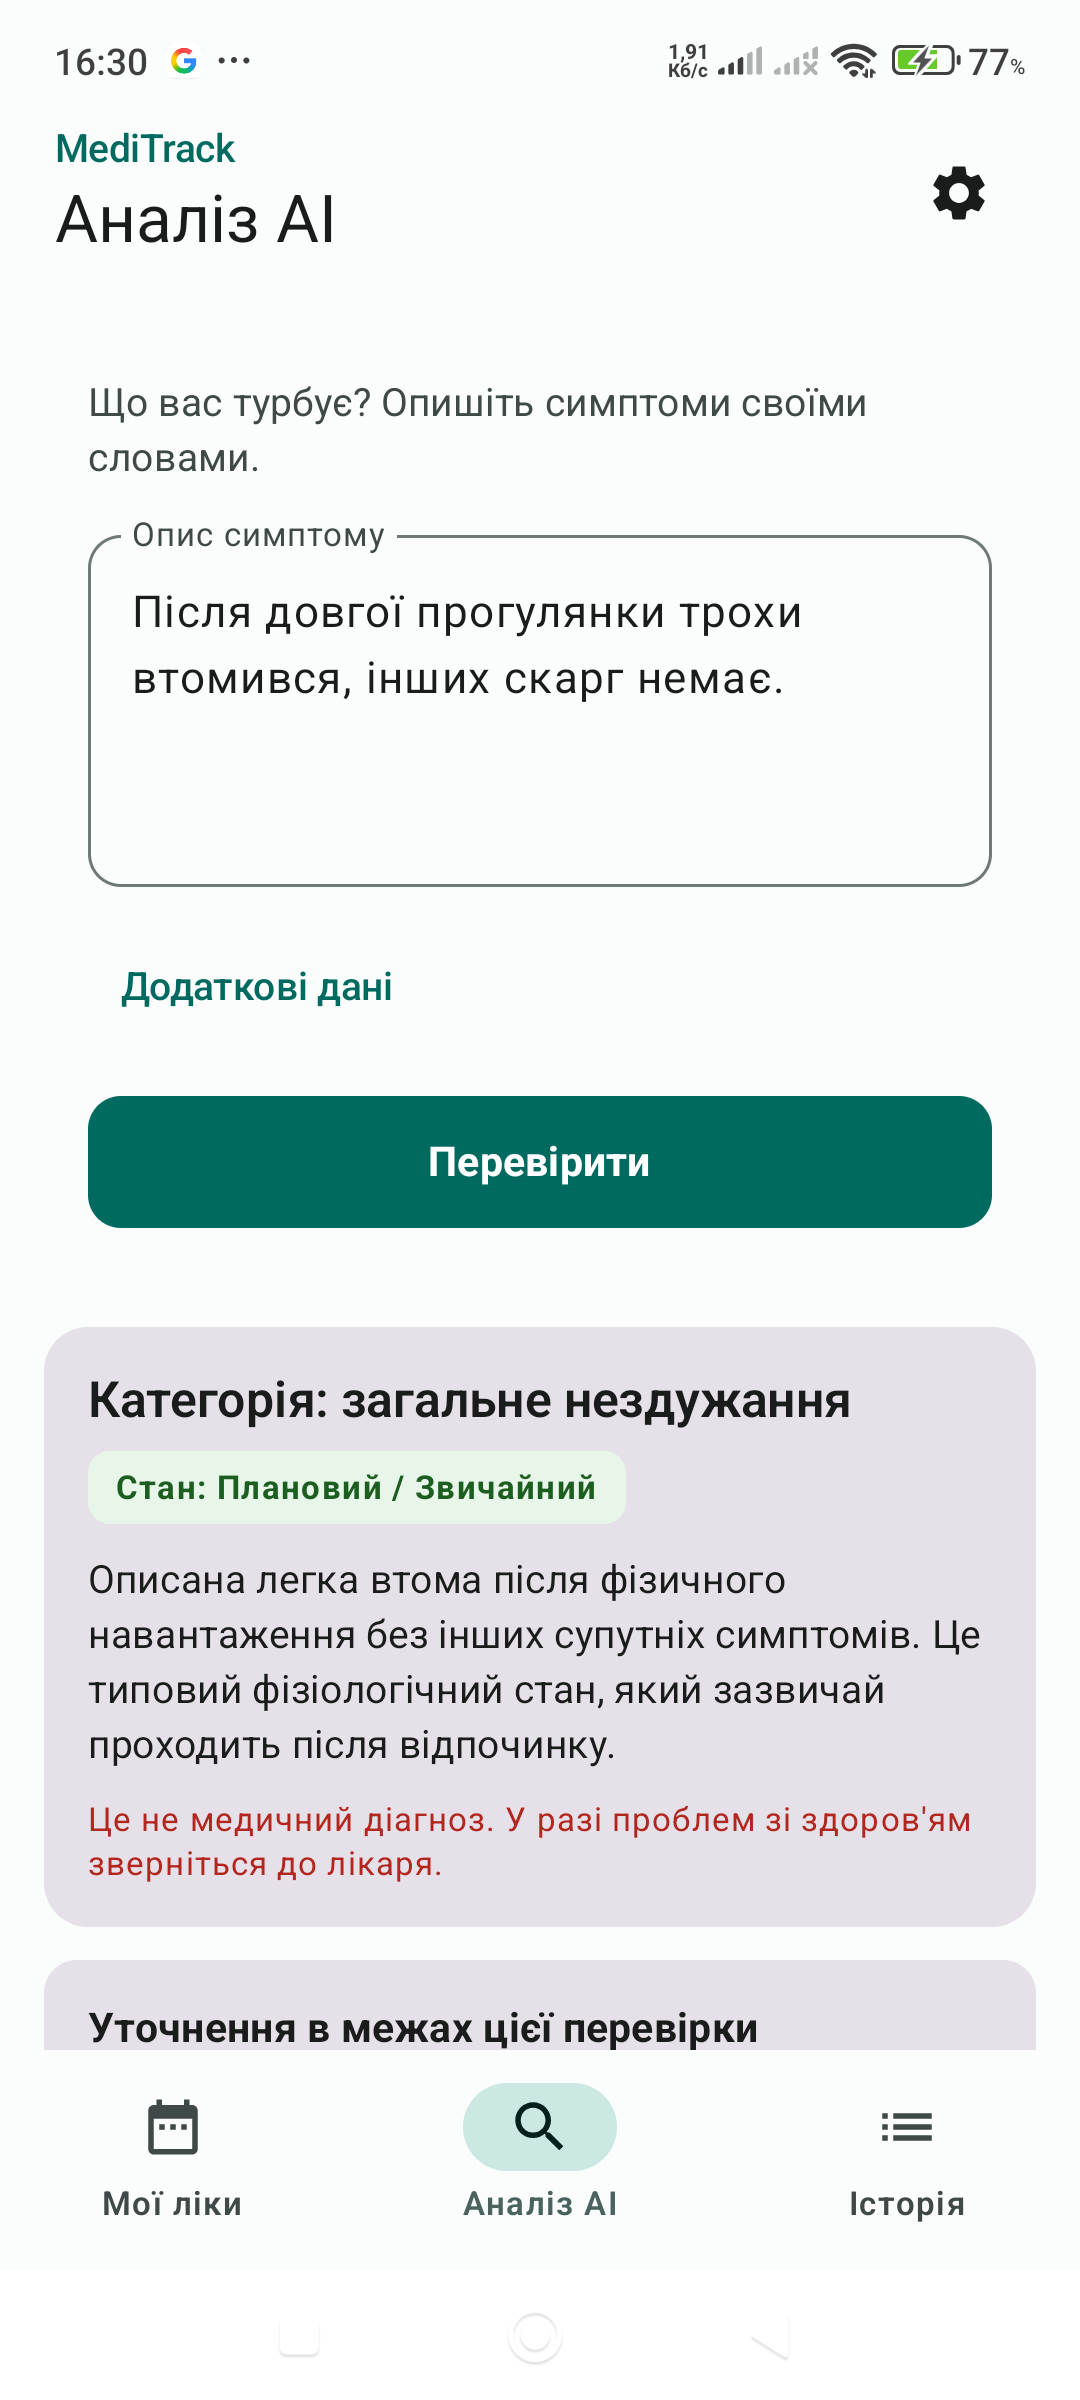 16:30
1,91
Кб/с
77%
MediTrack
Аналіз AI
Що вас турбує? Опишіть симптоми своїми
словами.
Опис симптому
Після довгої прогулянки трохи
втомився, інших скарг немає.
Додаткові дані
Перевірити
Категорія: загальне нездужання
Стан: Плановий / Звичайний
Описана легка втома після фізичного
навантаження без інших супутніх симптомів. Це
типовий фізіологічний стан, який зазвичай
проходить після відпочинку.
Це не медичний діагноз. У разі проблем зі здоров'ям
зверніться до лікаря.
Уточнення в межах цієї перевірки
Мої ліки
Аналіз AI
Історія